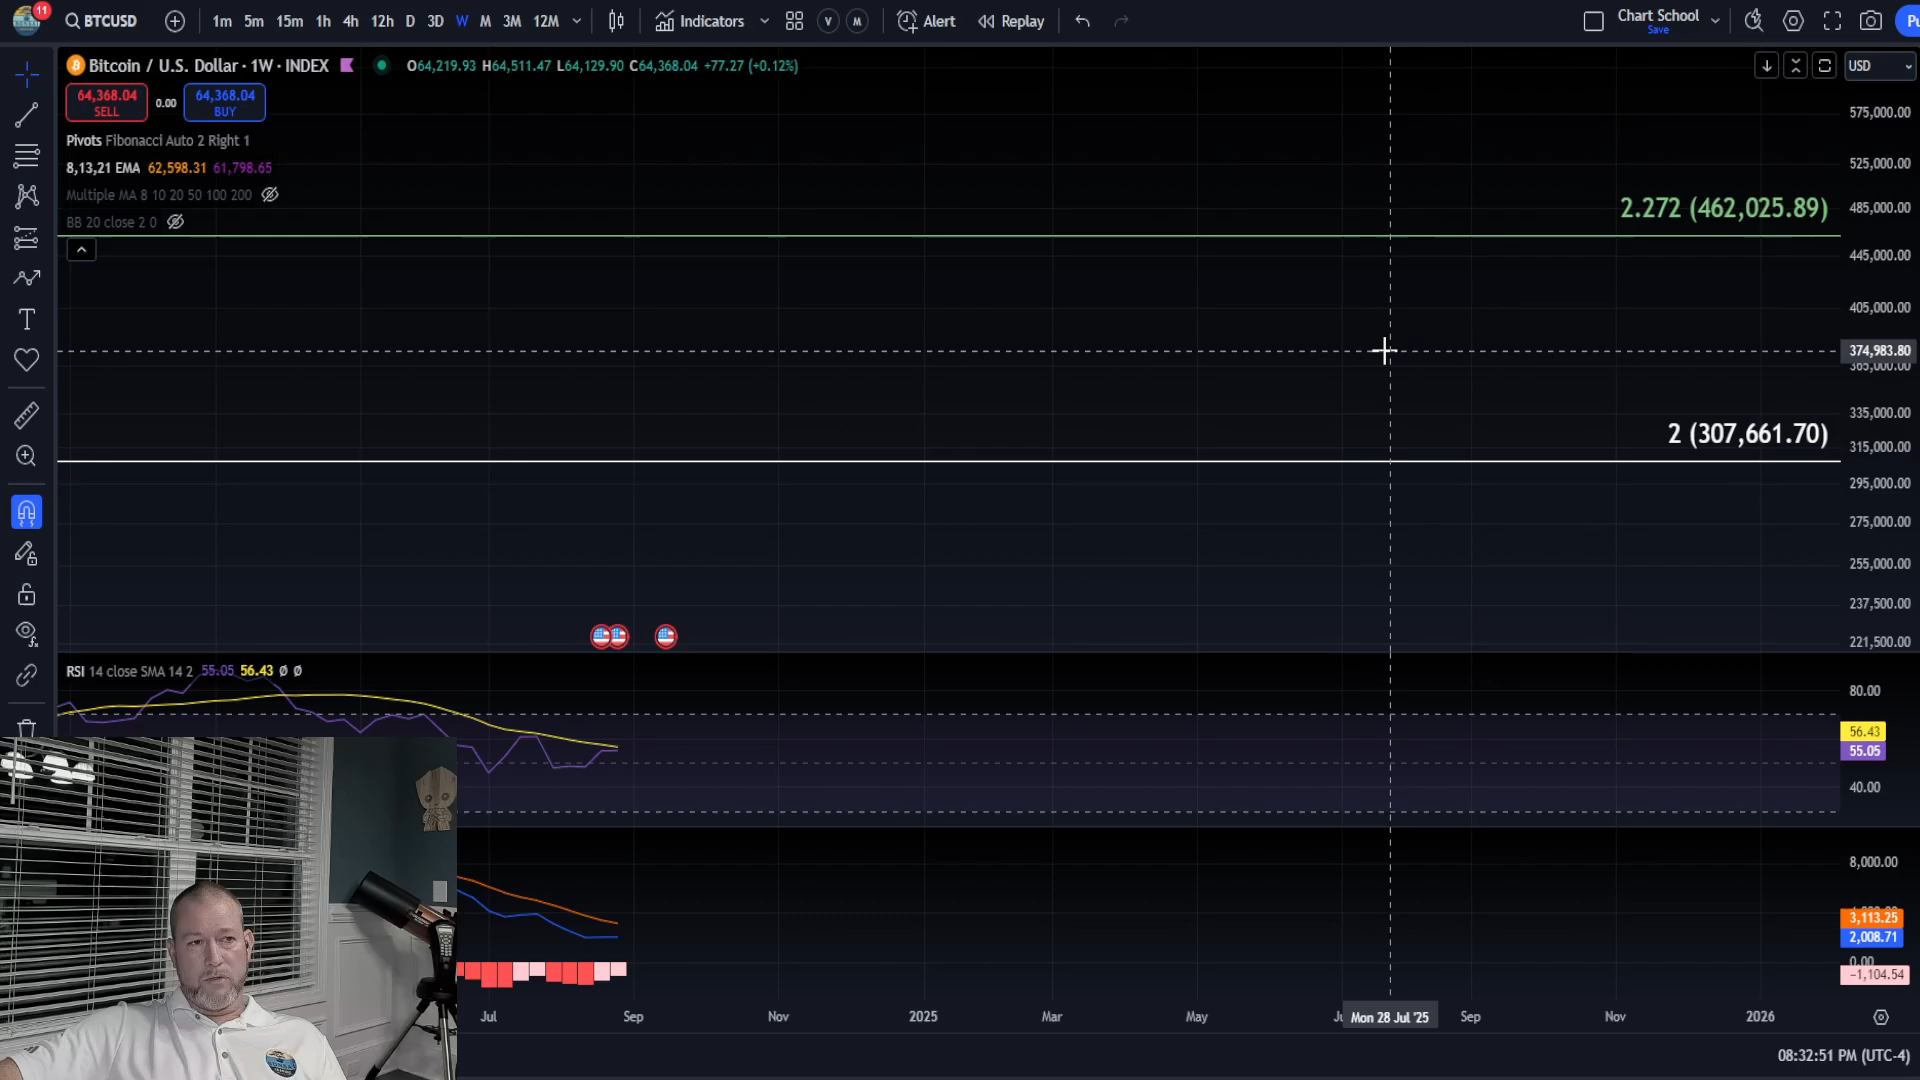 11
BTCUSD
1m 5m 15m 1h 4h 12h D 3D W M 3M 12M
Indicators
V
M
Alert
Replay
Chart School
Save
Bitcoin / U.S. Dollar · 1W · INDEX
O64,219.93 H64,511.47 L64,129.90 C64,368.04 +77.27 (+0.12%)
USD
64,368.04
SELL
0.00
64,368.04
BUY
Pivots Fibonacci Auto 2 Right 1
8,13,21 EMA 62,598.31 61,798.65
Multiple MA 8 10 20 50 100 200
BB 20 close 2 0
575,000.00
525,000.00
2.272 (462,025.89)
485,000.00
445,000.00
405,000.00
374,983.80
365,000.00
335,000.00
2 (307,661.70)
315,000.00
295,000.00
275,000.00
255,000.00
237,500.00
221,500.00
RSI 14 close SMA 14 2 55.05 56.43 Ø Ø
80.00
56.43
55.05
40.00
8,000.00
3,113.25
2,008.71
0.00
−1,104.54
Jul
Sep
Nov
2025
Mar
May
Mon 28 Jul '25
Sep
Nov
2026
08:32:51 PM (UTC-4)